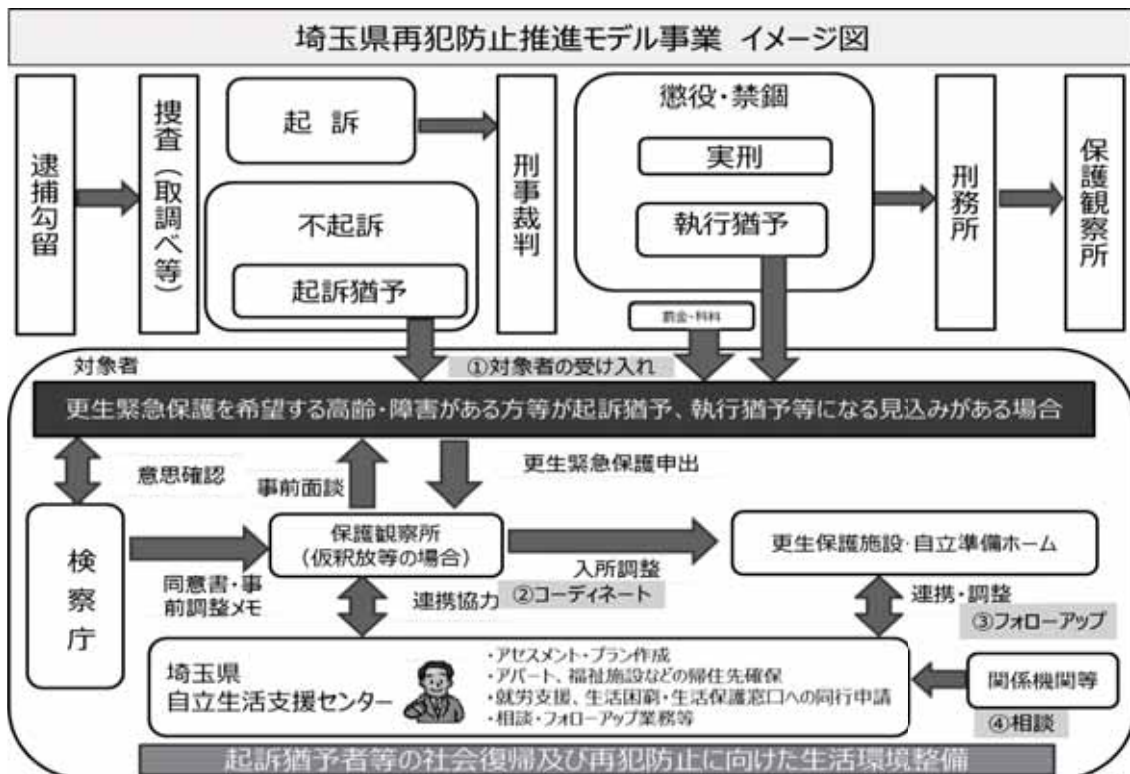 埼玉県再犯防止推進モデル事業 イメージ図
逮捕勾留
捜査（取調べ等）
起 訴
不起訴
起訴猶予
刑事裁判
懲役・禁錮
実刑
執行猶予
罰金・科料
刑務所
保護観察所
対象者
①対象者の受け入れ
更生緊急保護を希望する高齢・障害がある方等が起訴猶予、執行猶予等になる見込みがある場合
意思確認
事前面談
更生緊急保護申出
検察庁
同意書・事
前調整メモ
保護観察所
（仮釈放等の場合）
入所調整
②コーディネート
更生保護施設・自立準備ホーム
連携協力
連携・調整
③フォローアップ
埼玉県
自立生活支援センター
・アセスメント・プラン作成
・アパート、福祉施設などの帰住先確保
・就労支援、生活困窮・生活保護窓口への同行申請
・相談・フォローアップ業務等
関係機関等
④相談
起訴猶予者等の社会復帰及び再犯防止に向けた生活環境整備